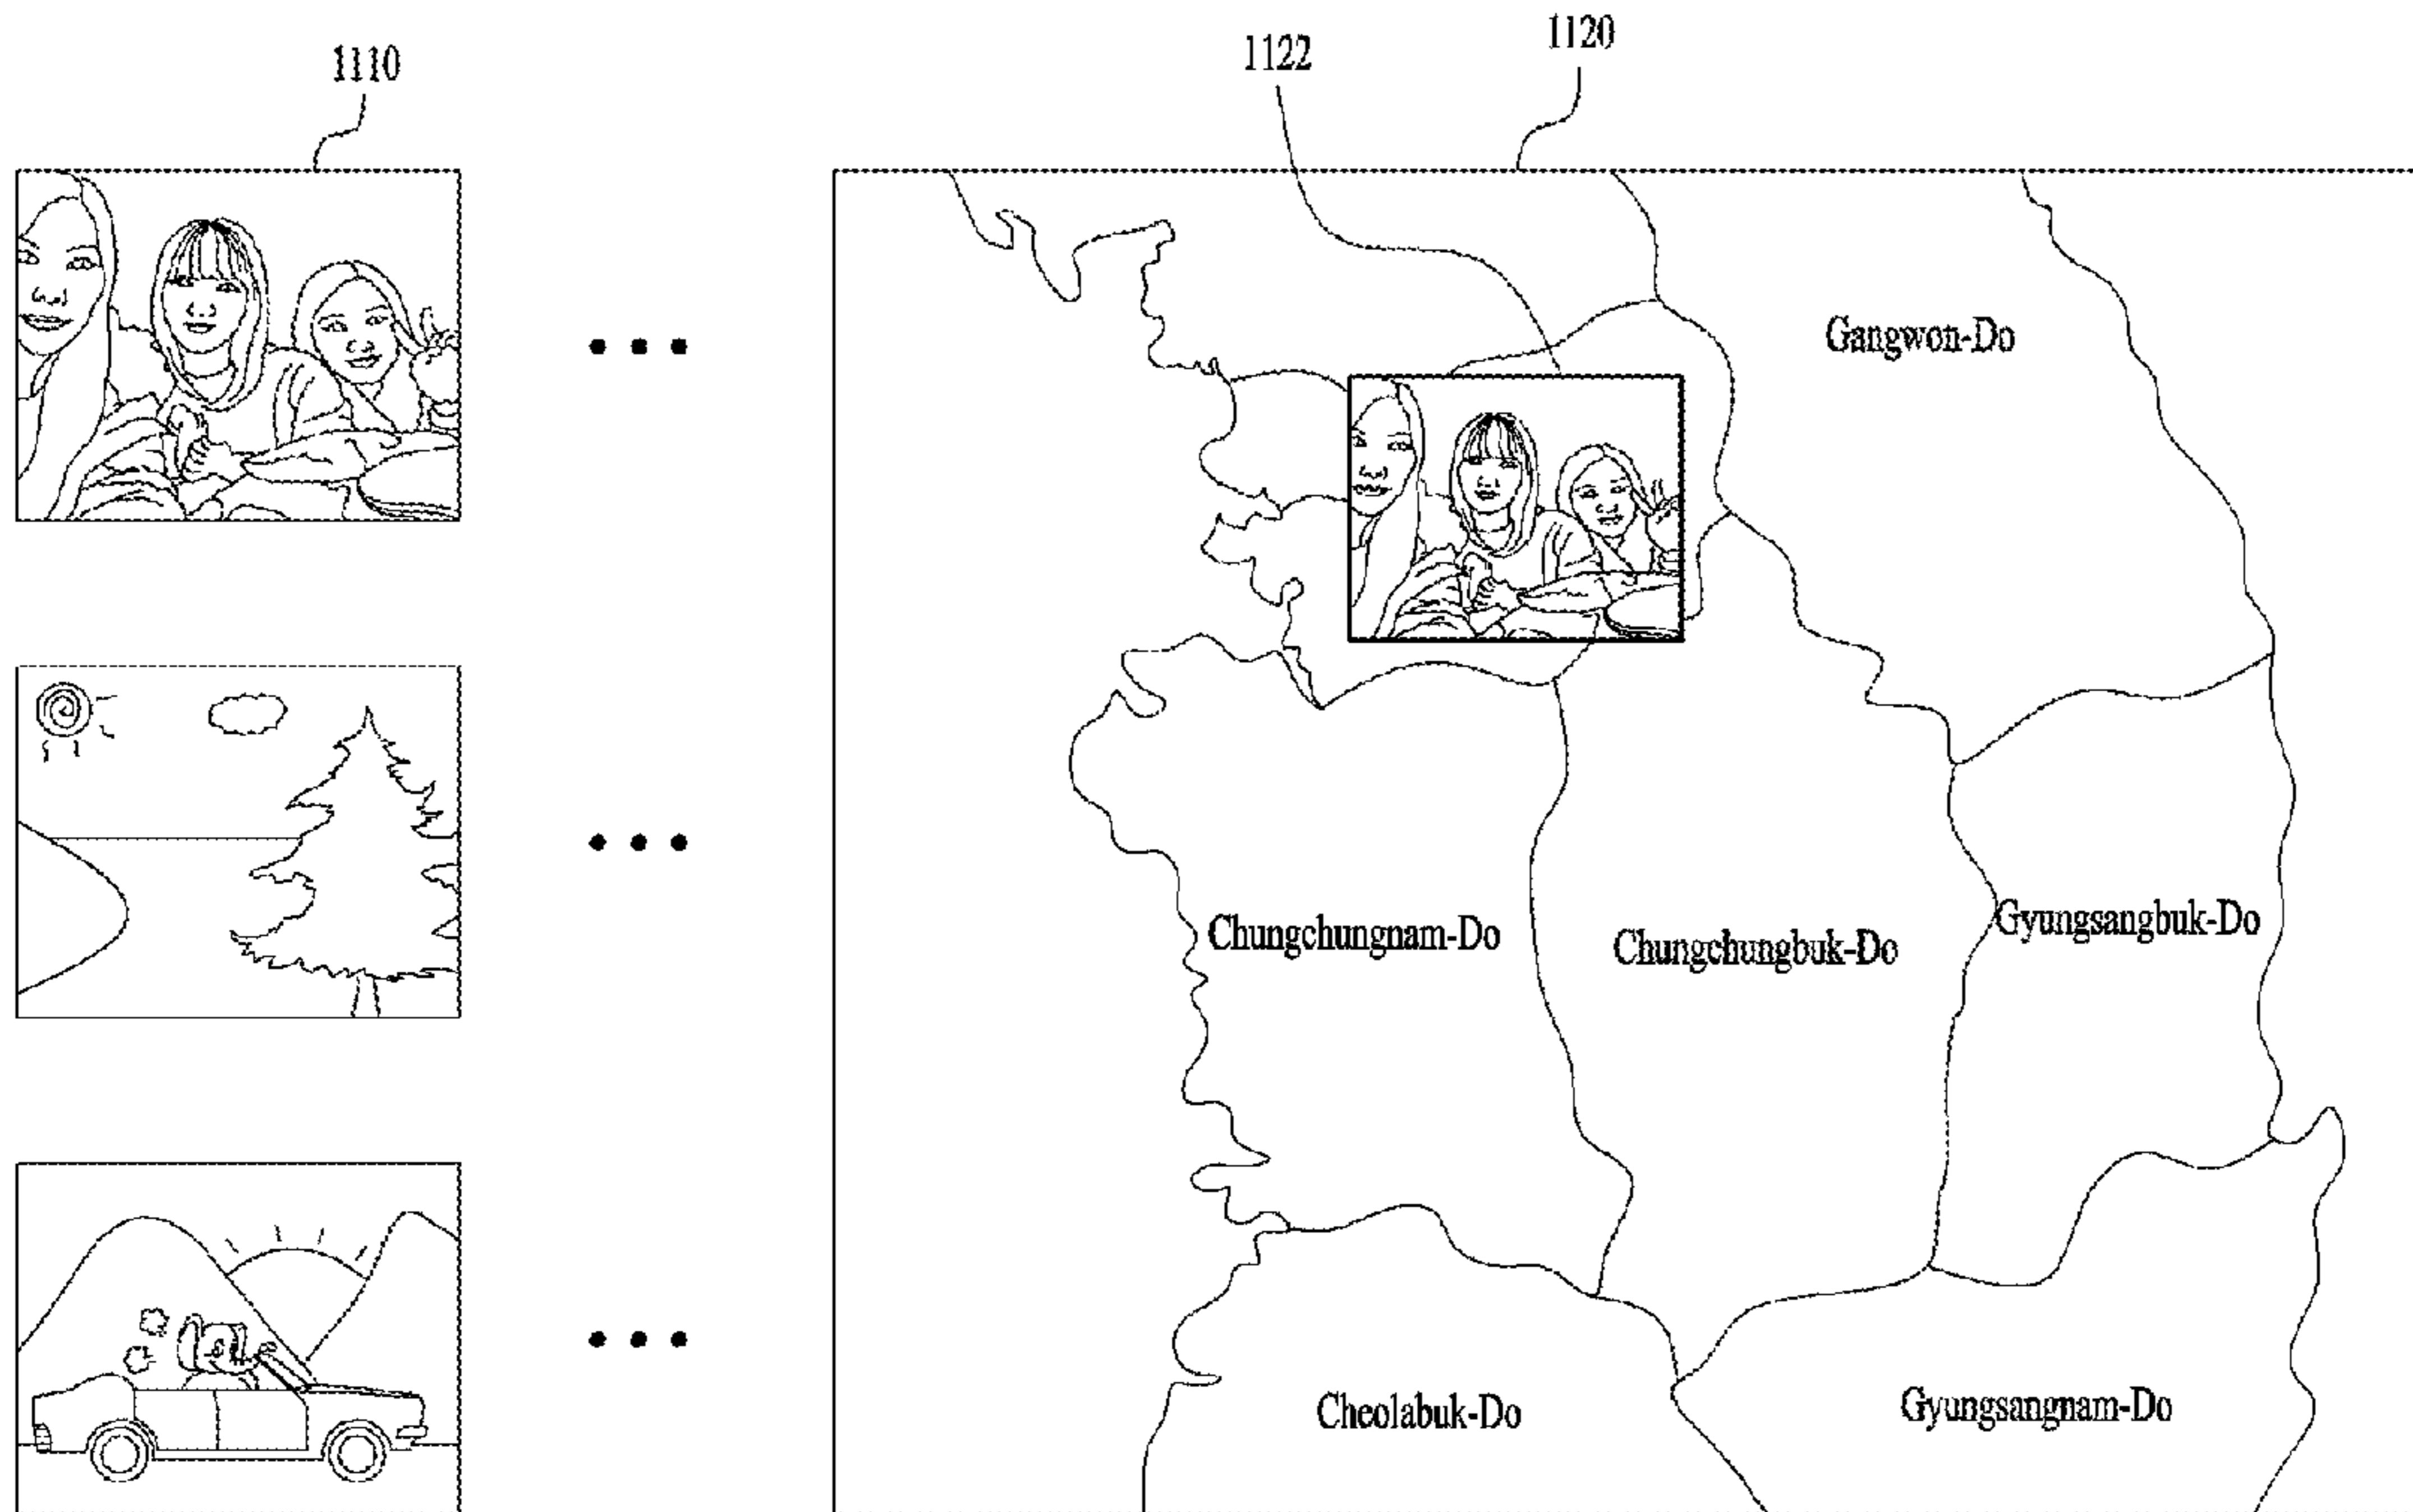 1110
1122
1120
Gangwon-Do
Chungchungnam-Do
Chungchungbuk-Do
Gyungsangbuk-Do
Cheolabuk-Do
Gyungsangnam-Do